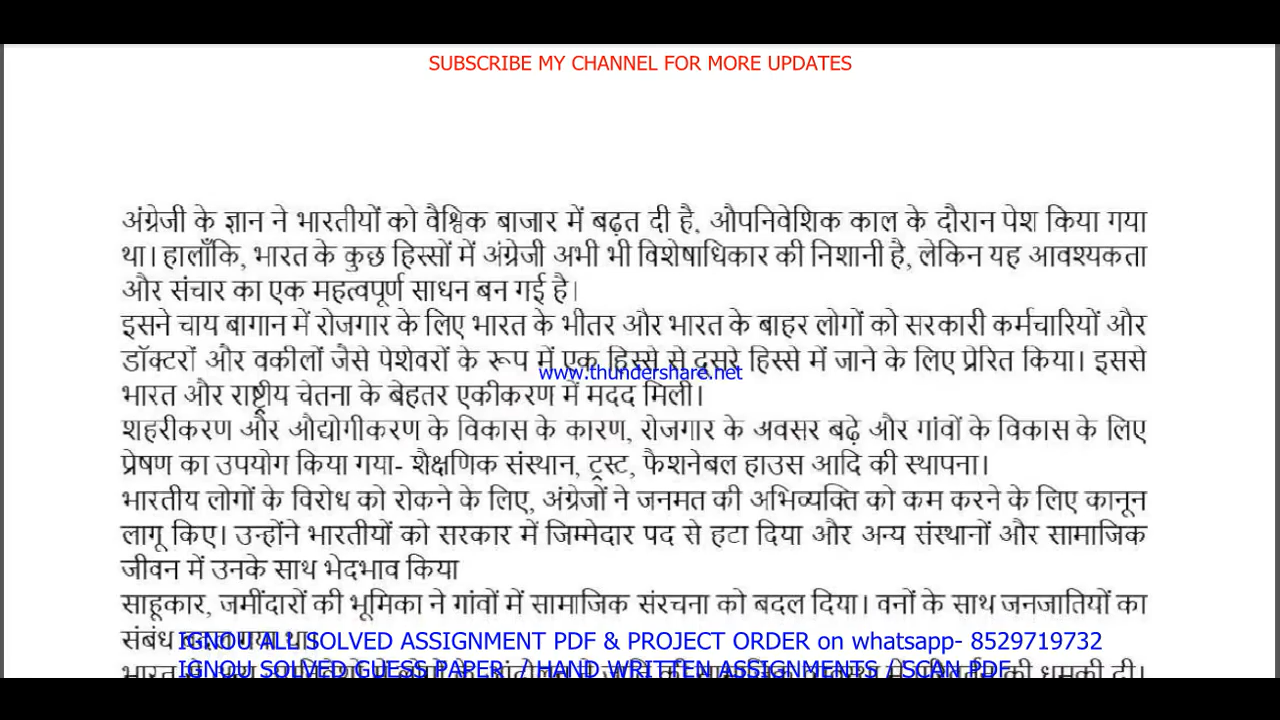 SUBSCRIBE MY CHANNEL FOR MORE UPDATES
अंग्रेजी के ज्ञान ने भारतीयों को वैश्विक बाजार में बढ़त दी है, औपनिवेशिक काल के दौरान पेश किया गया
था। हालाँकि, भारत के कुछ हिस्सों में अंग्रेजी अभी भी विशेषाधिकार की निशानी है, लेकिन यह आवश्यकता
और संचार का एक महत्वपूर्ण साधन बन गई है।
इसने चाय बागान में रोजगार के लिए भारत के भीतर और भारत के बाहर लोगों को सरकारी कर्मचारियों और
डॉक्टरों और वकीलों जैसे पेशेवरों के रूप में एक हिस्से से दूसरे हिस्से में जाने के लिए प्रेरित किया। इससे
www.thundershare.net
भारत और राष्ट्रीय चेतना के बेहतर एकीकरण में मदद मिली।
शहरीकरण और औद्योगीकरण के विकास के कारण, रोजगार के अवसर बढ़े और गांवों के विकास के लिए
प्रेषण का उपयोग किया गया- शैक्षणिक संस्थान, ट्रस्ट, फैशनेबल हाउस आदि की स्थापना।
भारतीय लोगों के विरोध को रोकने के लिए, अंग्रेजों ने जनमत की अभिव्यक्ति को कम करने के लिए कानून
लागू किए। उन्होंने भारतीयों को सरकार में जिम्मेदार पद से हटा दिया और अन्य संस्थानों और सामाजिक
जीवन में उनके साथ भेदभाव किया
साहूकार, जमींदारों की भूमिका ने गांवों में सामाजिक संरचना को बदल दिया। वनों के साथ जनजातियों का
संबंध
IGNOU ALL SOLVED ASSIGNMENT PDF & PROJECT ORDER on whatsapp- 8529719732
की धमकी दी।
IGNOU SOLVED GUESS PAPER / HAND WRITTEN ASSIGNMENTS / SCAN PDF